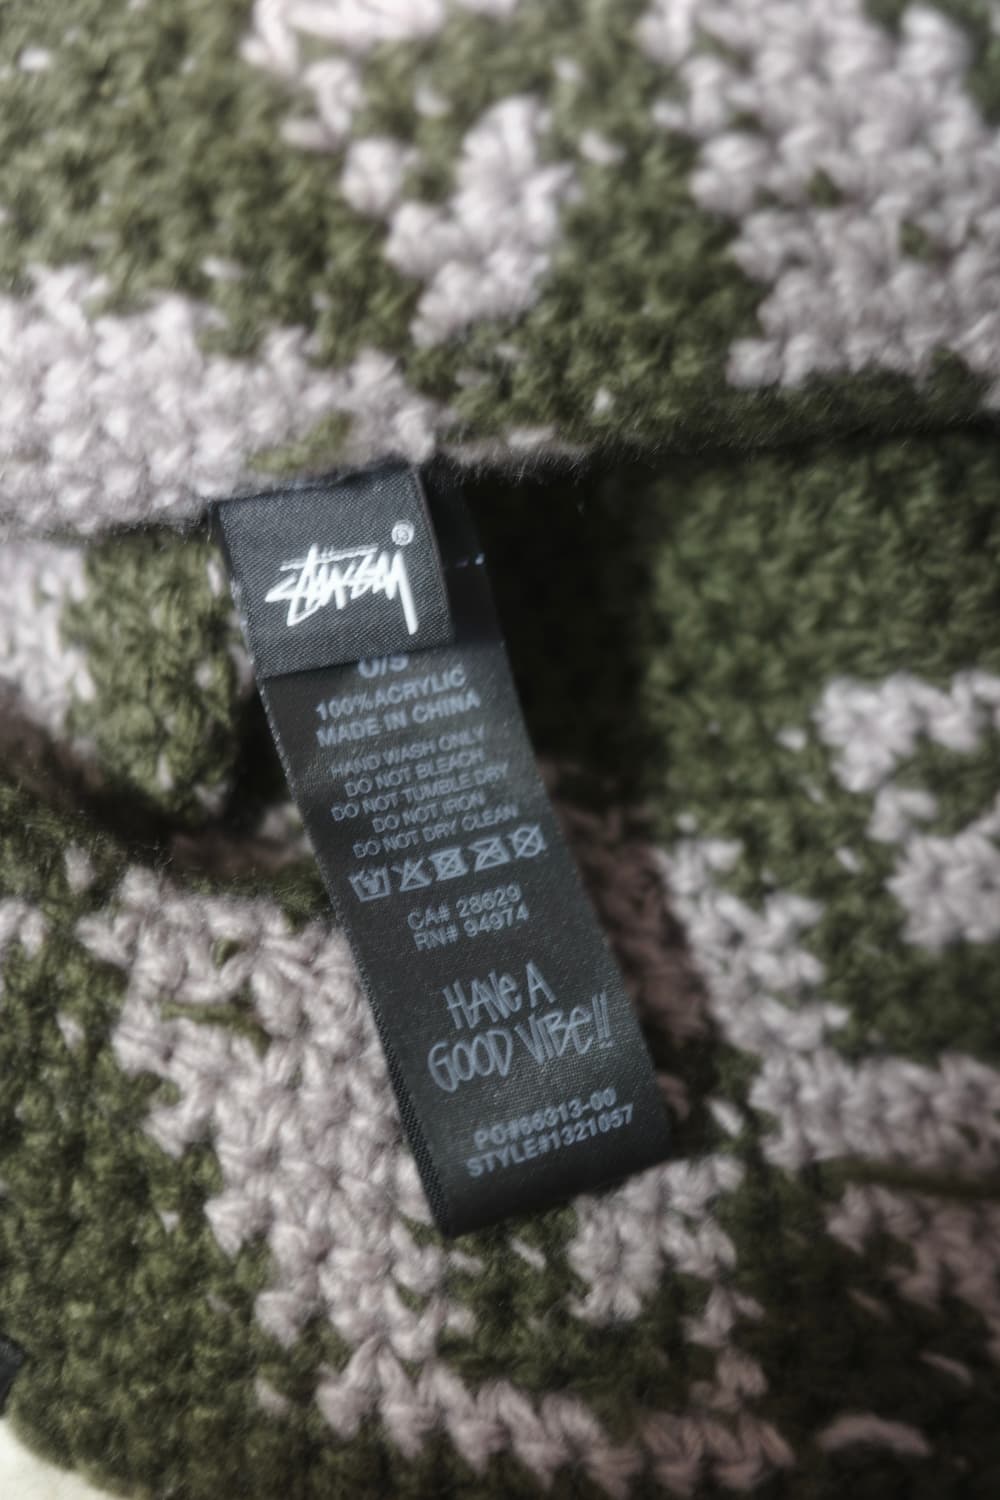 Stüssy ®
O/S
100% ACRYLIC
MADE IN CHINA
HAND WASH ONLY
DO NOT BLEACH
DO NOT TUMBLE DRY
DO NOT IRON
DO NOT DRY CLEAN
CA# 28629
RN# 94974
HAVE A
GOOD VIBE!!
PO#66313-00
STYLE#1321057